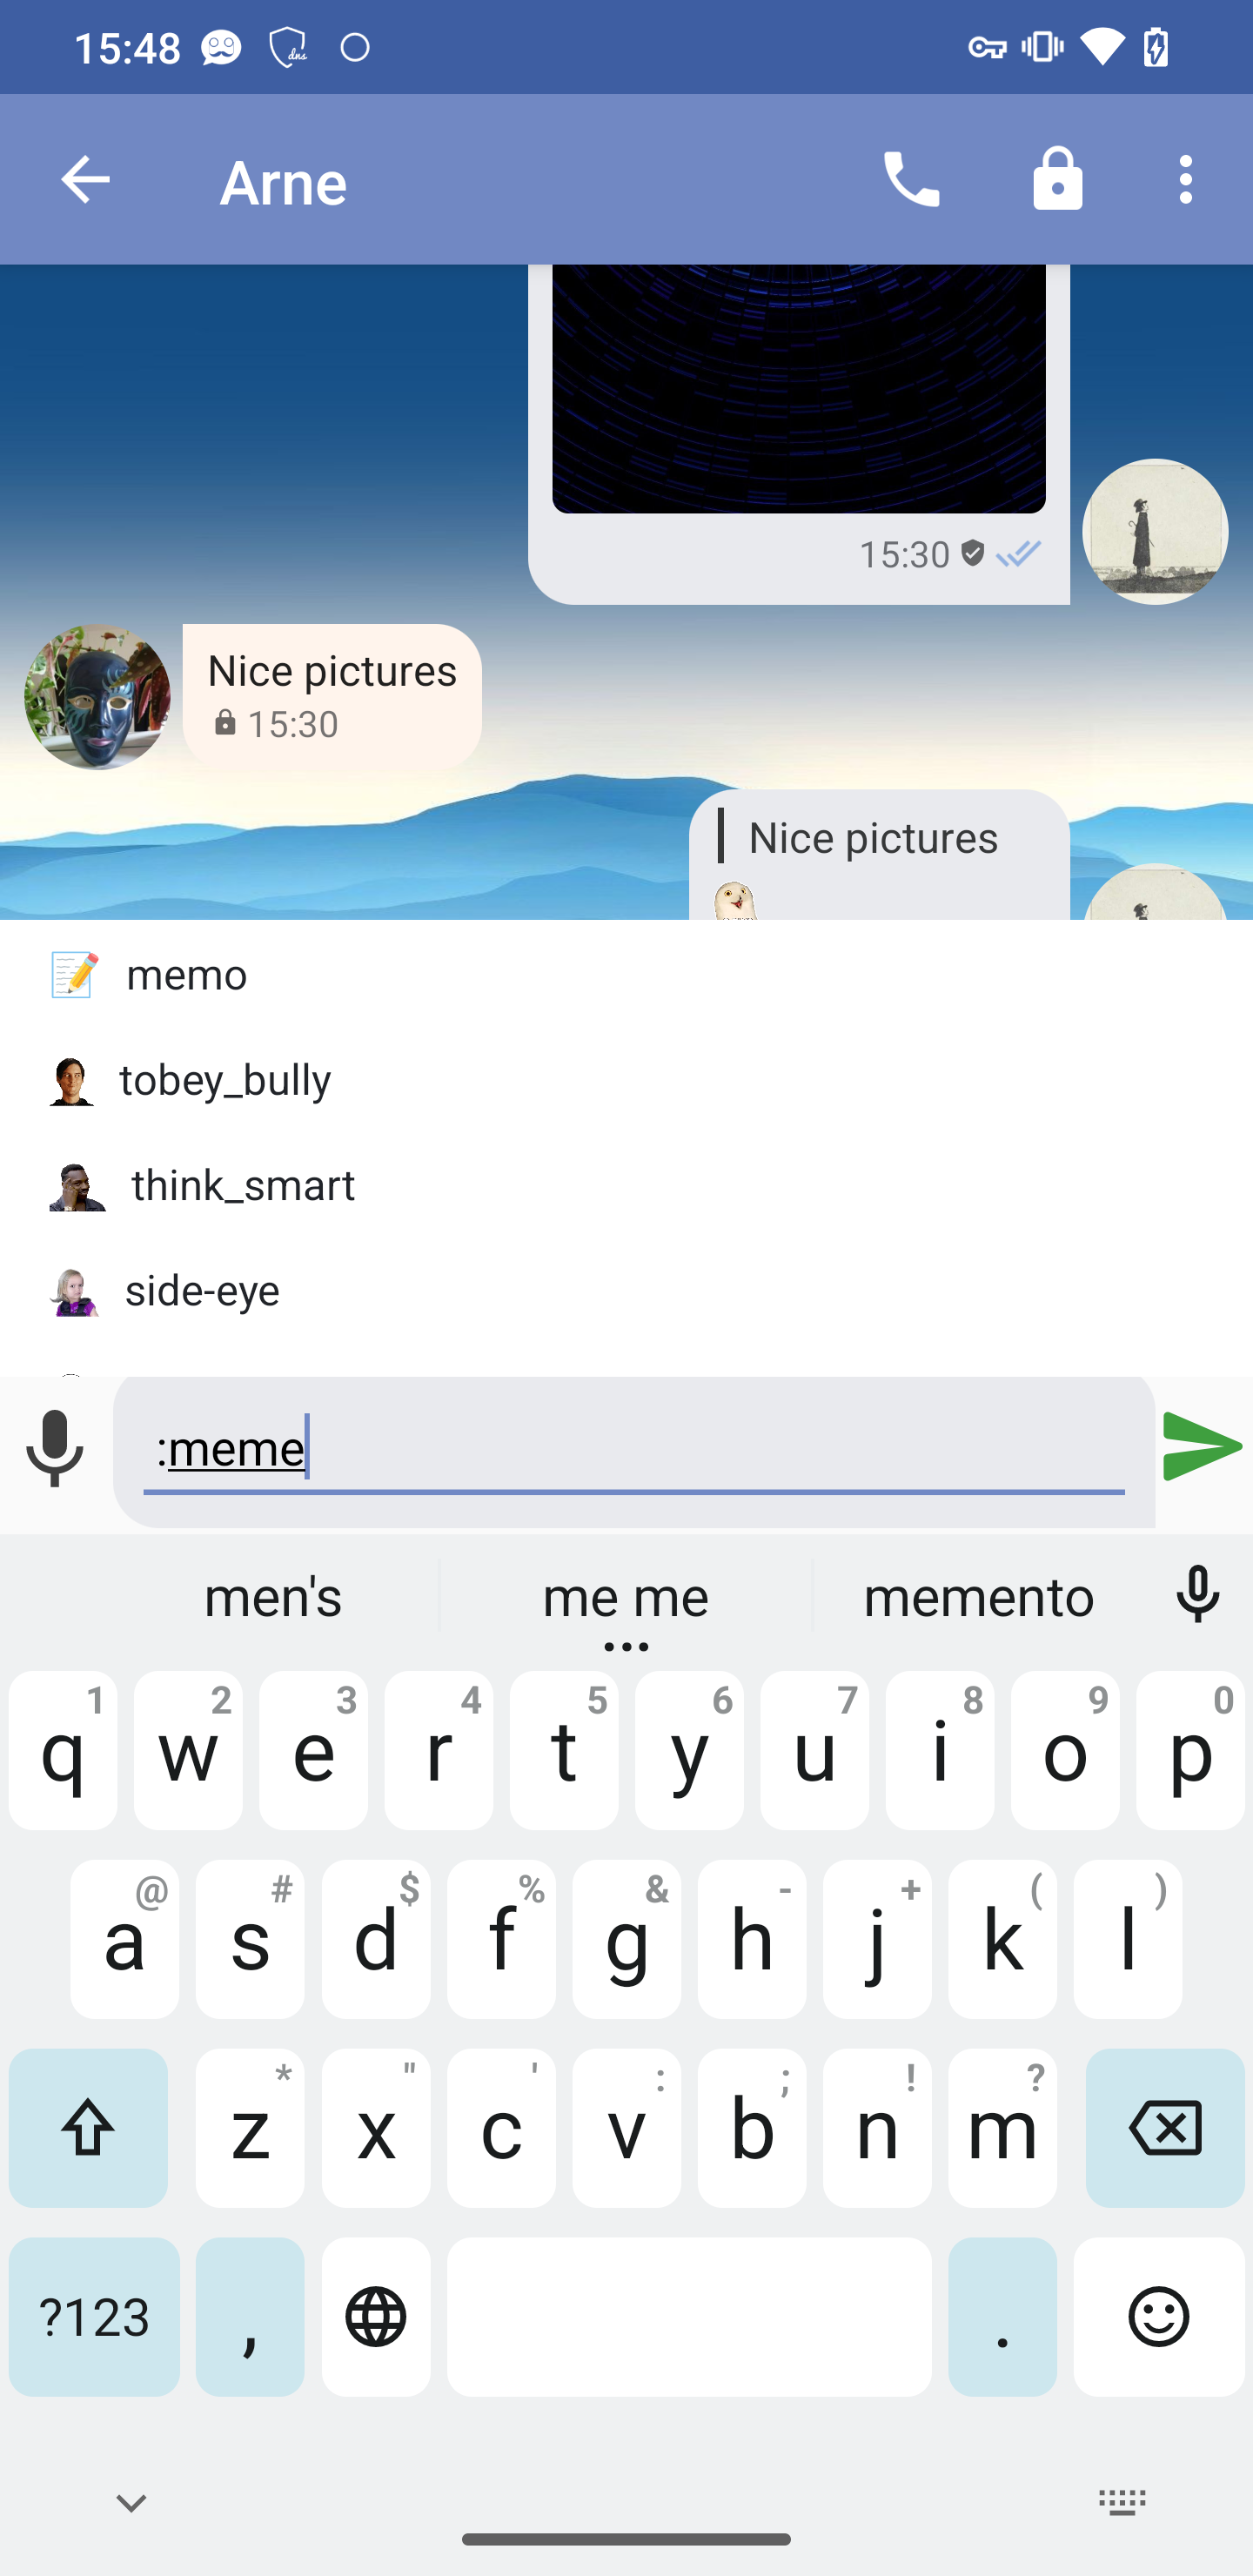 15:48 dns
Arne
15:30
Nice pictures
15:30
Nice pictures
memo
tobey_bully
think_smart
side-eye
:meme
men's me me memento
1 2 3 4 5 6 7 8 9 0
q w e r t y u i o p
@ # $ % & - + ( )
a s d f g h j k l
* " ' : ; ! ?
z x c v b n m
?123 , .